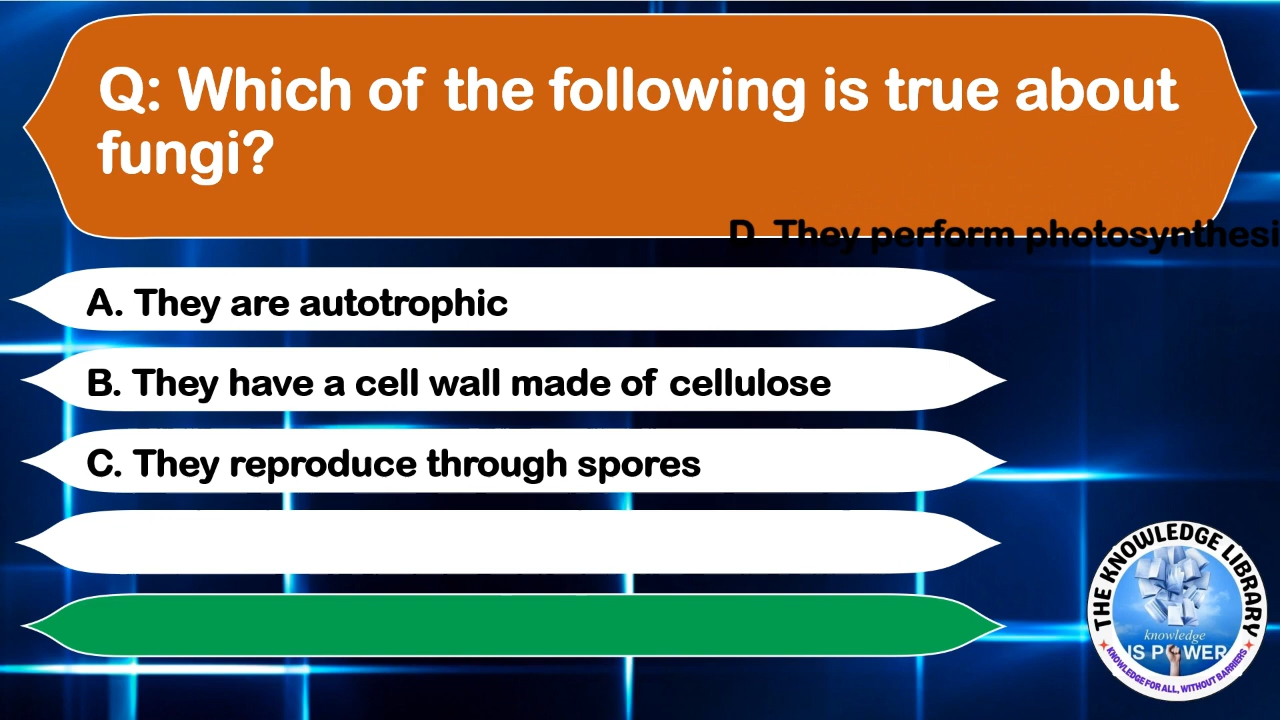 Q: Which of the following is true about
fungi?
D. They perform photosynthesi
A. They are autotrophic
B. They have a cell wall made of cellulose
C. They reproduce through spores
THE KNOWLEDGE LIBRARY
knowledge
IS POWER
KNOWLEDGE FOR ALL, WITHOUT BARRIERS